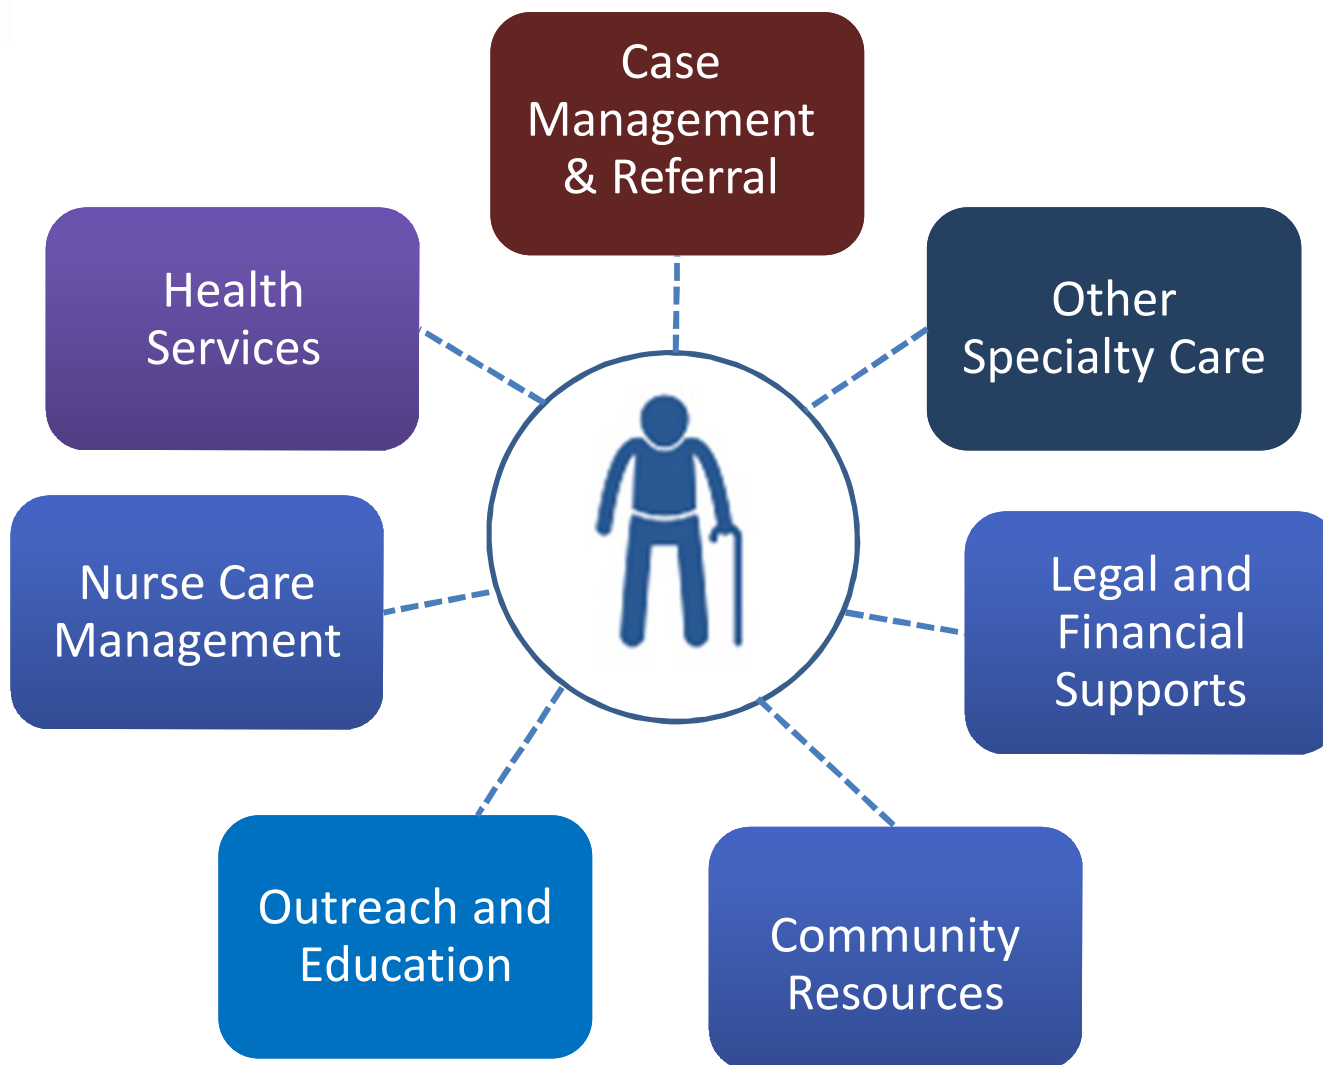 Case
Management
& Referral
Health
Services
Other
Specialty Care
Nurse Care
Management
Legal and
Financial
Supports
Outreach and
Education
Community
Resources